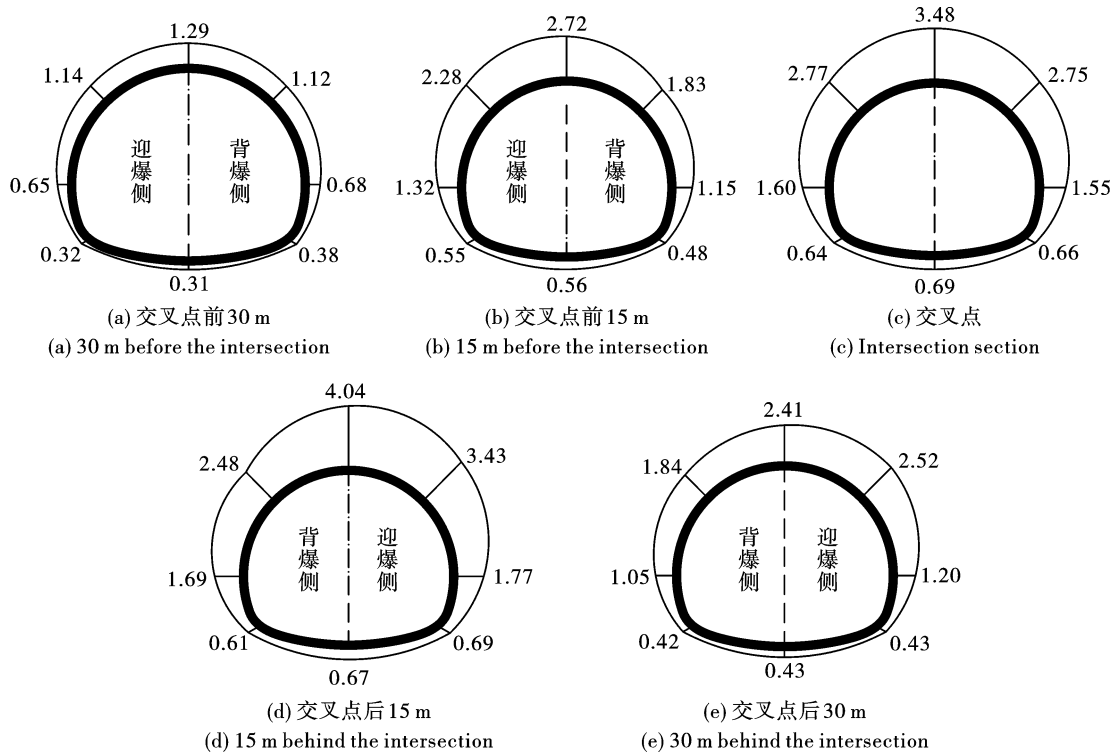 1.29
1.14
1.12
迎爆侧
背爆侧
0.65
0.68
0.32
0.38
0.31
(a) 交叉点前30 m
(a) 30 m before the intersection
2.72
2.28
1.83
迎爆侧
背爆侧
1.32
1.15
0.55
0.48
0.56
(b) 交叉点前15 m
(b) 15 m before the intersection
3.48
2.77
2.75
1.60
1.55
0.64
0.66
0.69
(c) 交叉点
(c) Intersection section
4.04
2.48
3.43
背爆侧
迎爆侧
1.69
1.77
0.61
0.69
0.67
(d) 交叉点后15 m
(d) 15 m behind the intersection
2.41
1.84
2.52
背爆侧
迎爆侧
1.05
1.20
0.42
0.43
0.43
(e) 交叉点后30 m
(e) 30 m behind the intersection